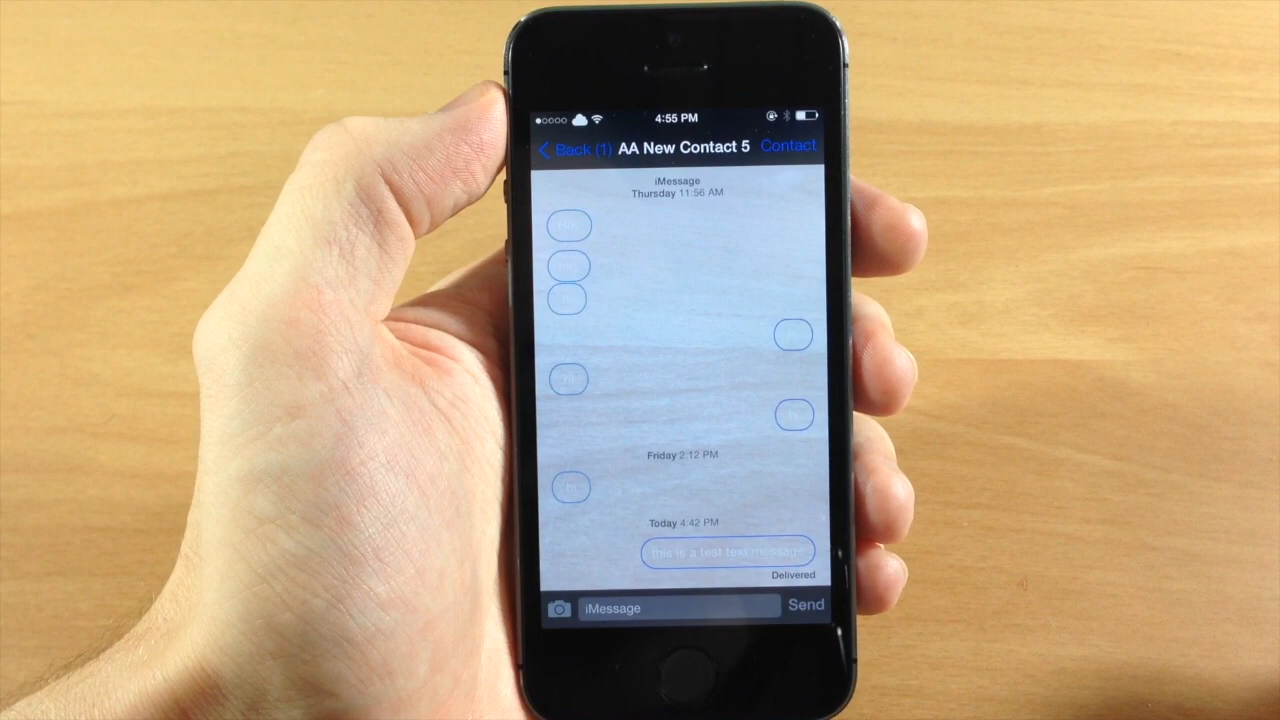 4:55 PM
Back (1) AA New Contact 5 Contact
iMessage
Thursday 11:56 AM
Friday 2:12 PM
hi
Today 4:42 PM
this is a test text message
Delivered
iMessage Send